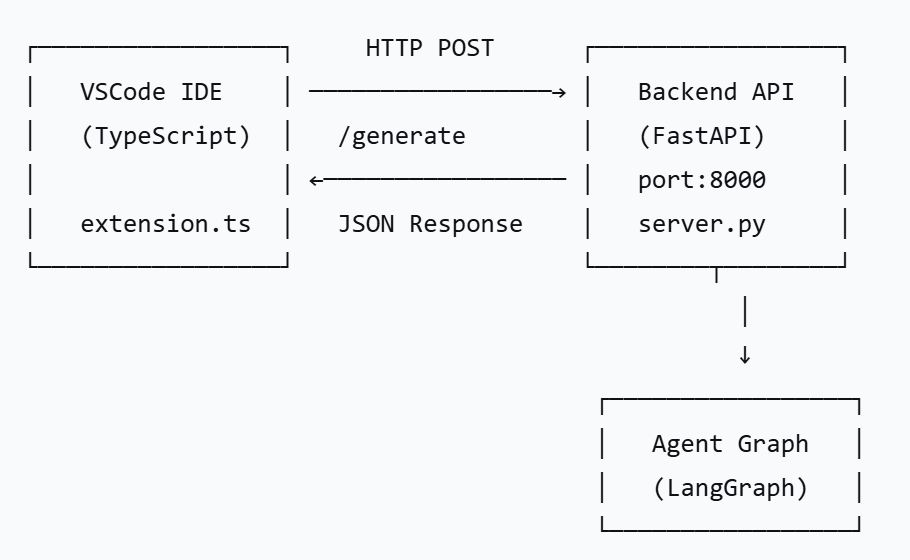 HTTP POST
VSCode IDE
Backend API
(TypeScript)
/generate
(FastAPI)
port:8000
extension.ts
JSON Response
server.py
Agent Graph
(LangGraph)